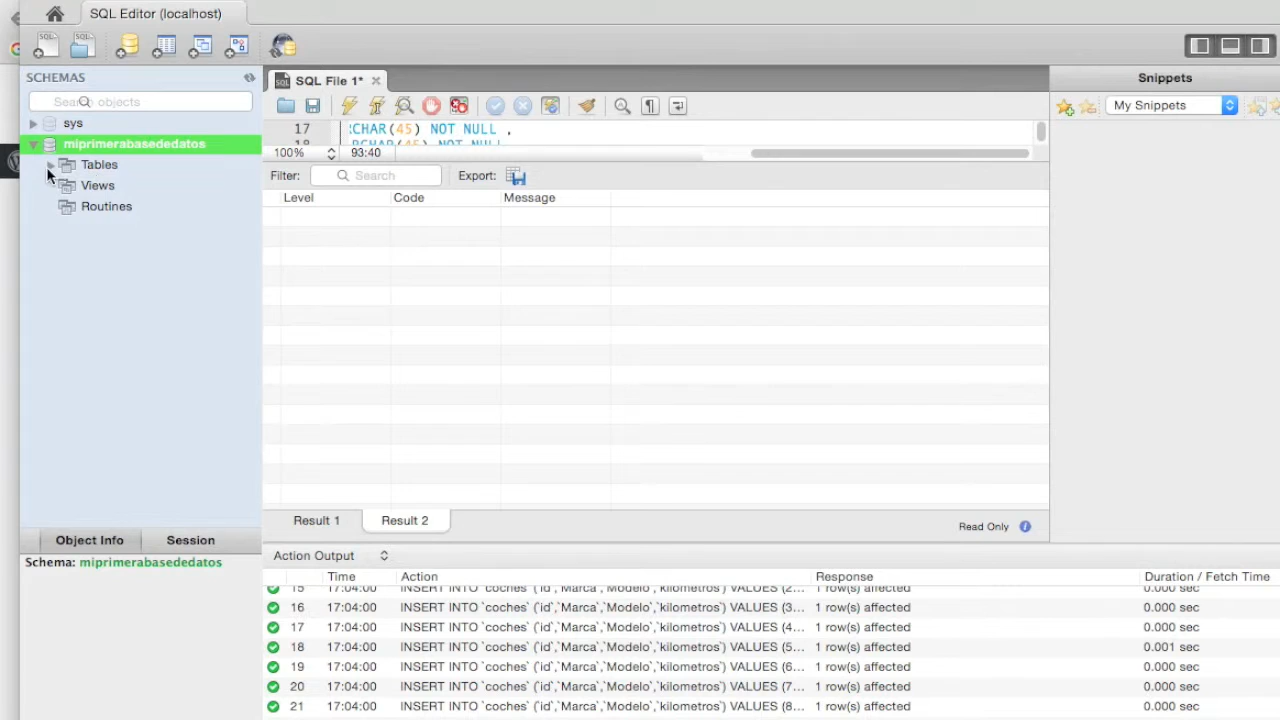 SQL Editor (localhost)
SQL
SQL
SCHEMAS
Search objects
sys
miprimerabasededatos
Tables
Views
Routines
SQL File 1*
17
CHAR(45) NOT NULL ,
18
RCHAR(45) NOT NULL
100%
93:40
Filter:
Search
Export:
Level Code Message
Result 1
Result 2
Read Only
Snippets
My Snippets
Object Info
Session
Schema: miprimerabasededatos
Action Output
Time Action Response Duration / Fetch Time
15 17:04:00 INSERT INTO `coches` (`id`,`Marca`,`Modelo`,`kilometros`) VALUES (2... 1 row(s) affected 0.000 sec
16 17:04:00 INSERT INTO `coches` (`id`,`Marca`,`Modelo`,`kilometros`) VALUES (3... 1 row(s) affected 0.000 sec
17 17:04:00 INSERT INTO `coches` (`id`,`Marca`,`Modelo`,`kilometros`) VALUES (4... 1 row(s) affected 0.000 sec
18 17:04:00 INSERT INTO `coches` (`id`,`Marca`,`Modelo`,`kilometros`) VALUES (5... 1 row(s) affected 0.001 sec
19 17:04:00 INSERT INTO `coches` (`id`,`Marca`,`Modelo`,`kilometros`) VALUES (6... 1 row(s) affected 0.000 sec
20 17:04:00 INSERT INTO `coches` (`id`,`Marca`,`Modelo`,`kilometros`) VALUES (7... 1 row(s) affected 0.000 sec
21 17:04:00 INSERT INTO `coches` (`id`,`Marca`,`Modelo`,`kilometros`) VALUES (8... 1 row(s) affected 0.000 sec